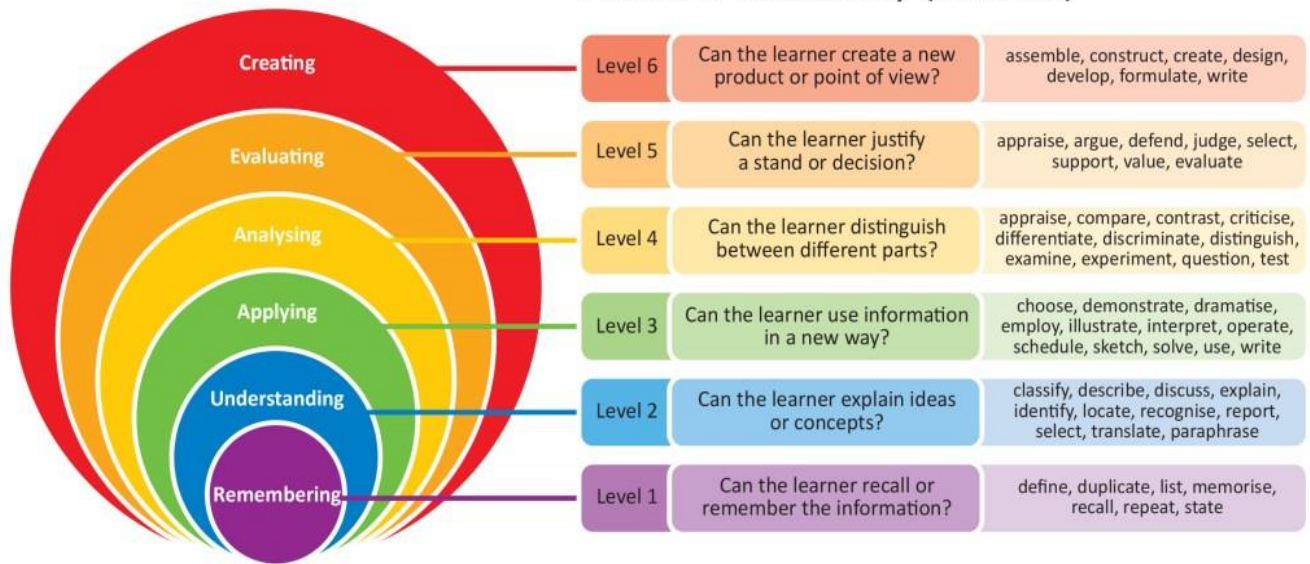 Creating
Evaluating
Analysing
Applying
Understanding
Remembering
Level 6
Can the learner create a new
product or point of view?
assemble, construct, create, design,
develop, formulate, write
Level 5
Can the learner justify
a stand or decision?
appraise, argue, defend, judge, select,
support, value, evaluate
Level 4
Can the learner distinguish
between different parts?
appraise, compare, contrast, criticise,
differentiate, discriminate, distinguish,
examine, experiment, question, test
Level 3
Can the learner use information
in a new way?
choose, demonstrate, dramatise,
employ, illustrate, interpret, operate,
schedule, sketch, solve, use, write
Level 2
Can the learner explain ideas
or concepts?
classify, describe, discuss, explain,
identify, locate, recognise, report,
select, translate, paraphrase
Level 1
Can the learner recall or
remember the information?
define, duplicate, list, memorise,
recall, repeat, state